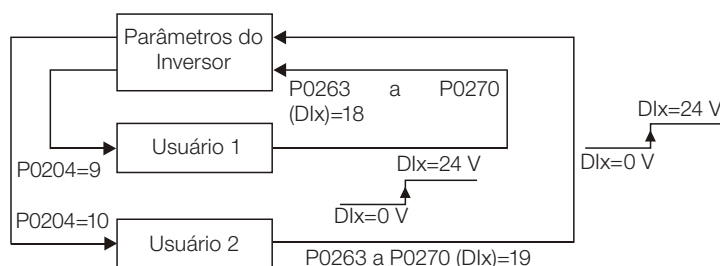 Parâmetros do
Inversor
P0263 a P0270
(DIx)=18
DIx=24 V
Usuário 1
DIx=0 V
P0204=9
DIx=24 V
DIx=0 V
P0204=10
Usuário 2
P0263 a P0270 (DIx)=19